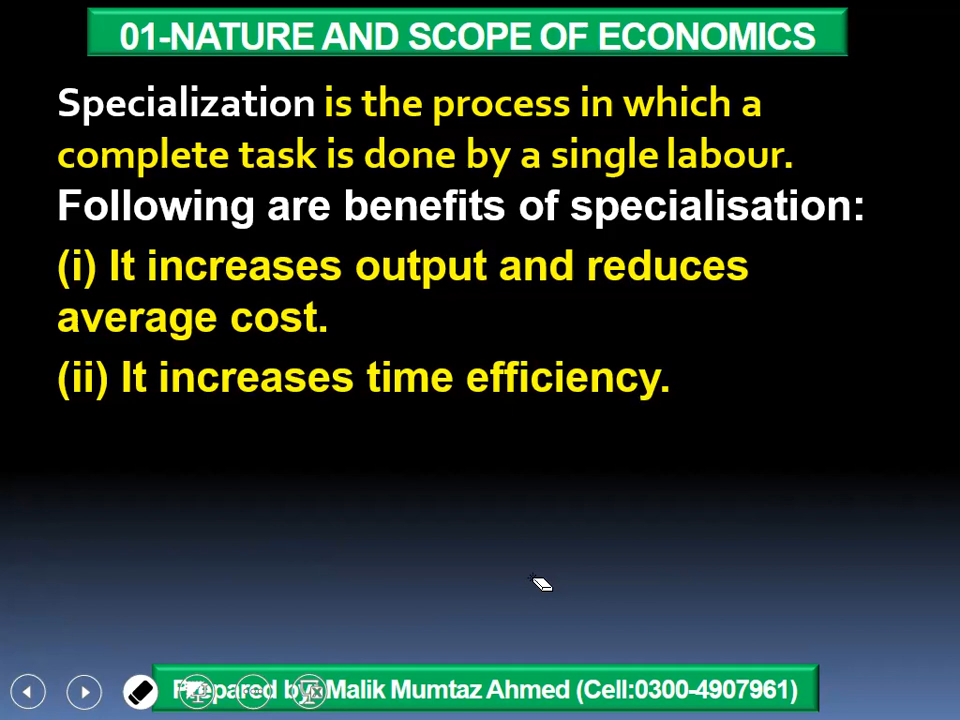 01-NATURE AND SCOPE OF ECONOMICS
Specialization is the process in which a
complete task is done by a single labour.
Following are benefits of specialisation:
(i) It increases output and reduces
average cost.
(ii) It increases time efficiency.
Prepared by: Malik Mumtaz Ahmed (Cell:0300-4907961)